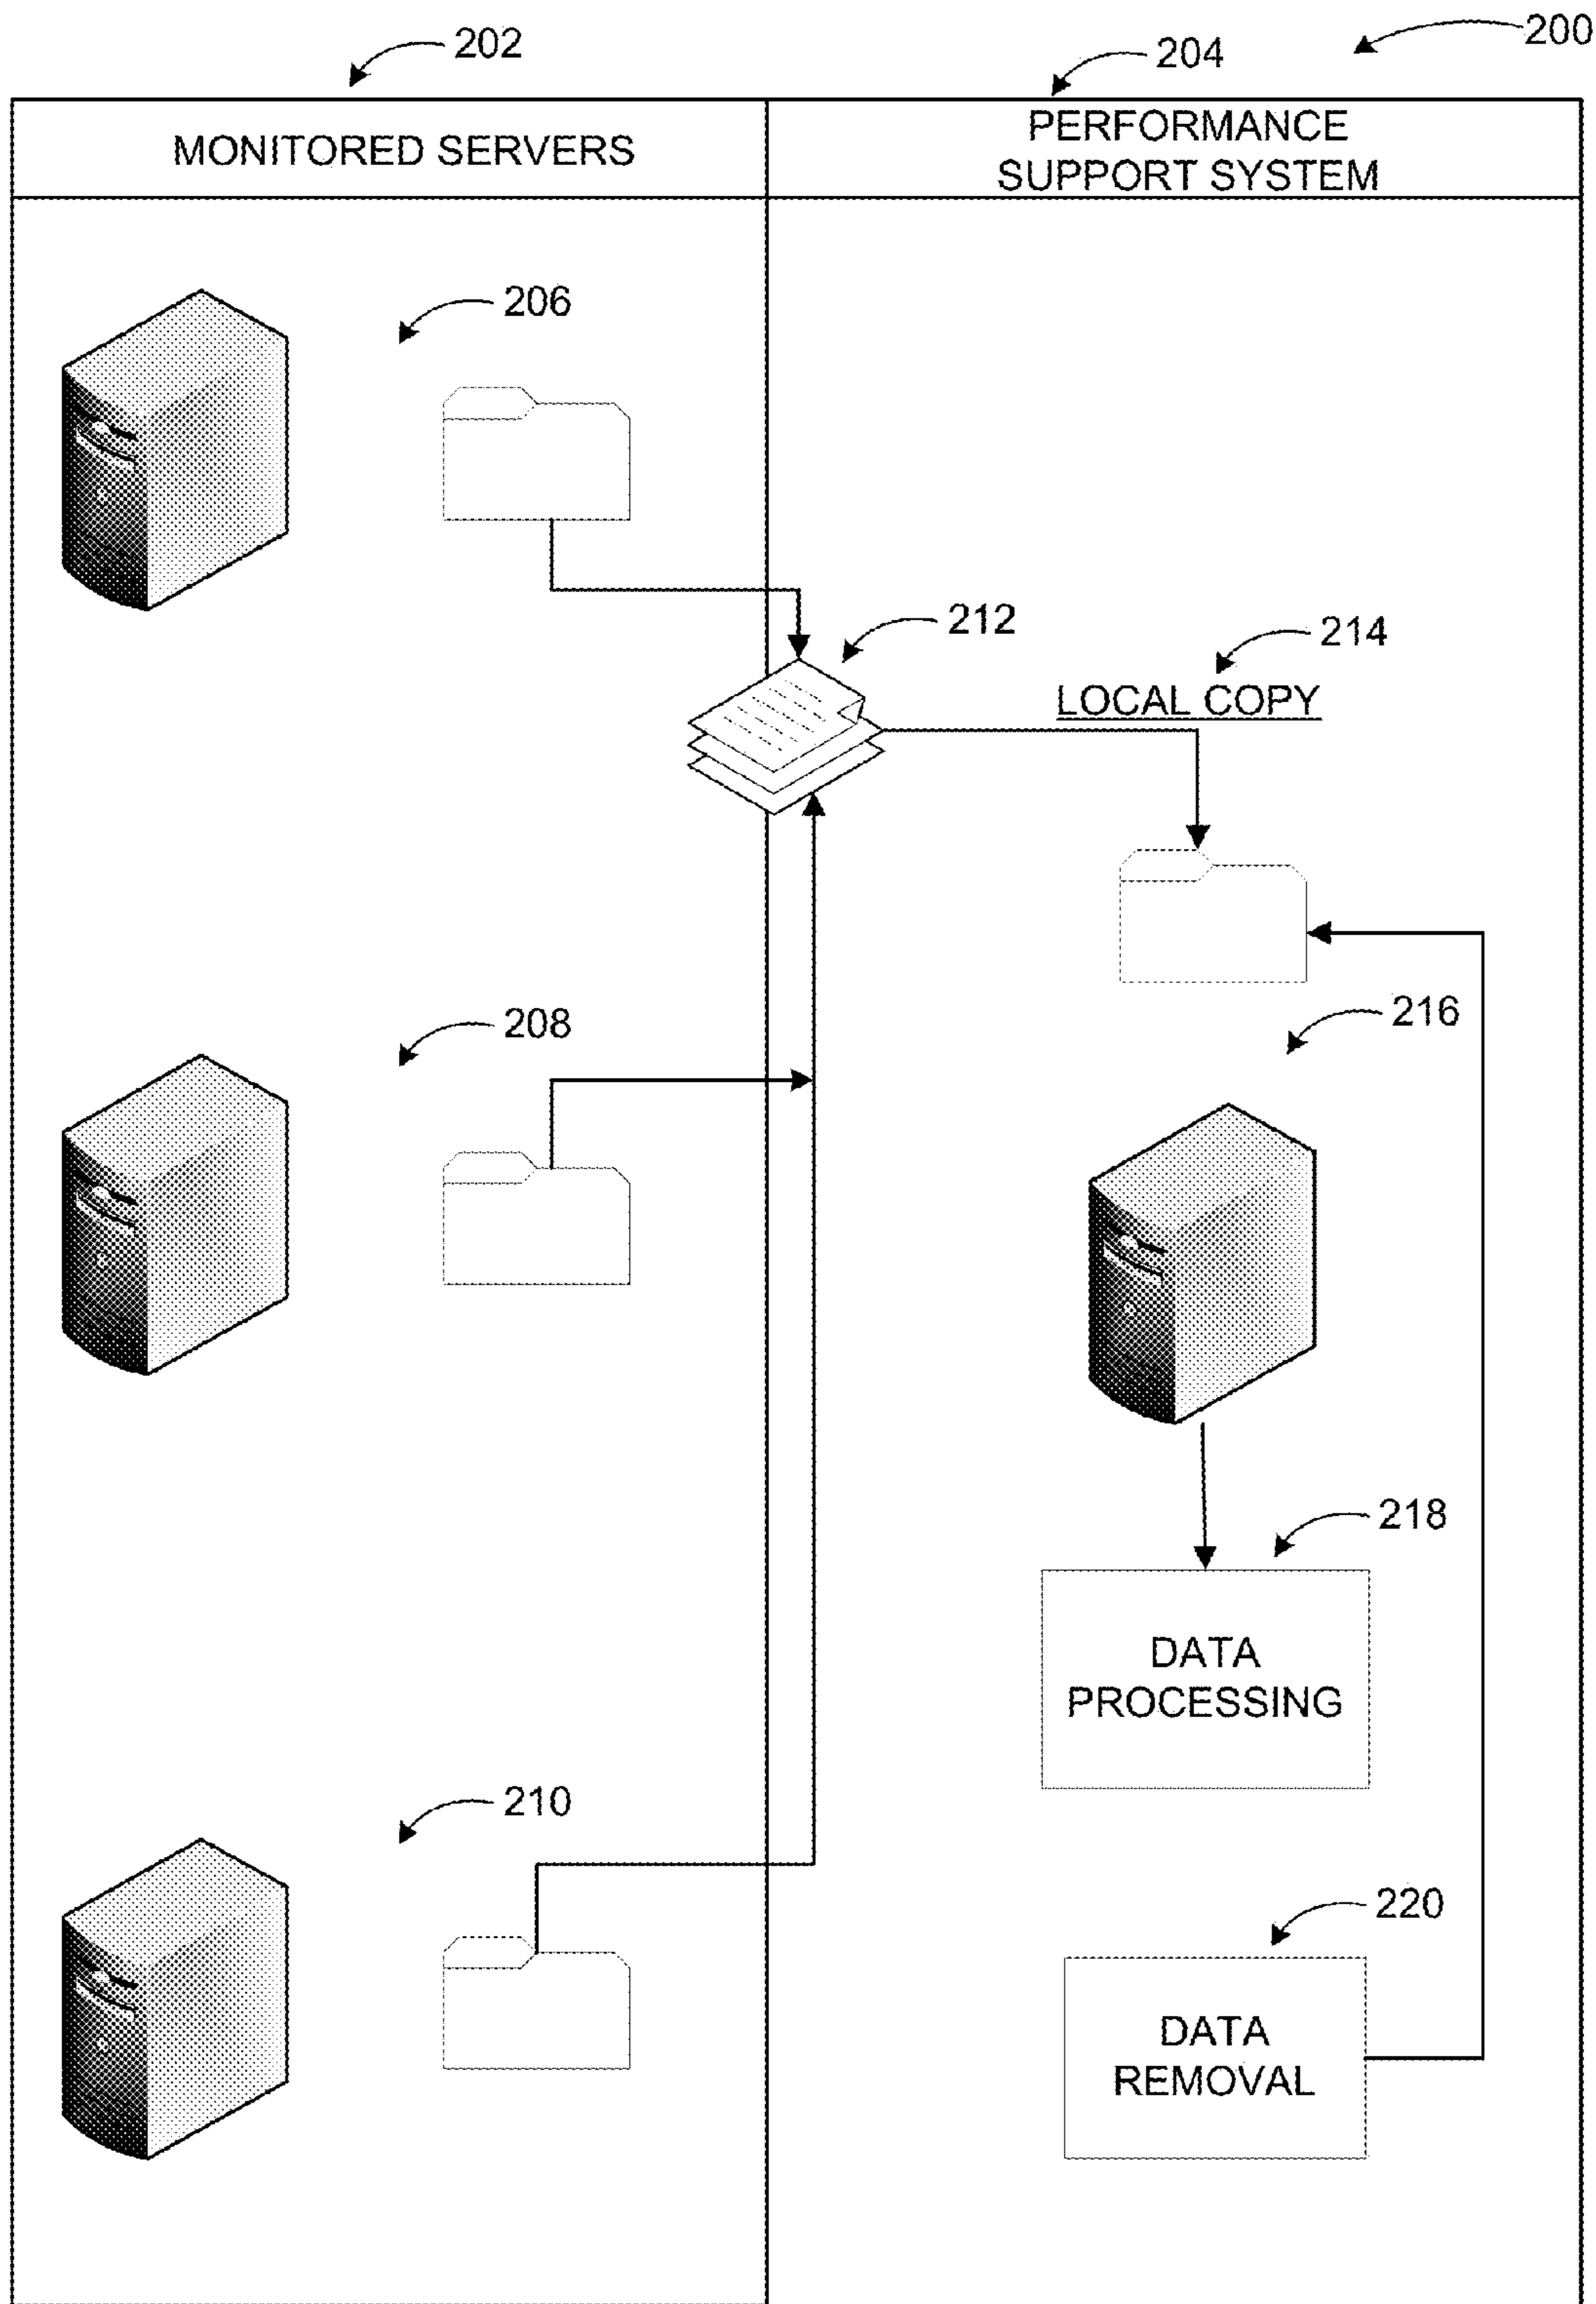 200
202
204
MONITORED SERVERS
PERFORMANCE
SUPPORT SYSTEM
206
212
214
LOCAL COPY
208
216
218
DATA
PROCESSING
210
220
DATA
REMOVAL